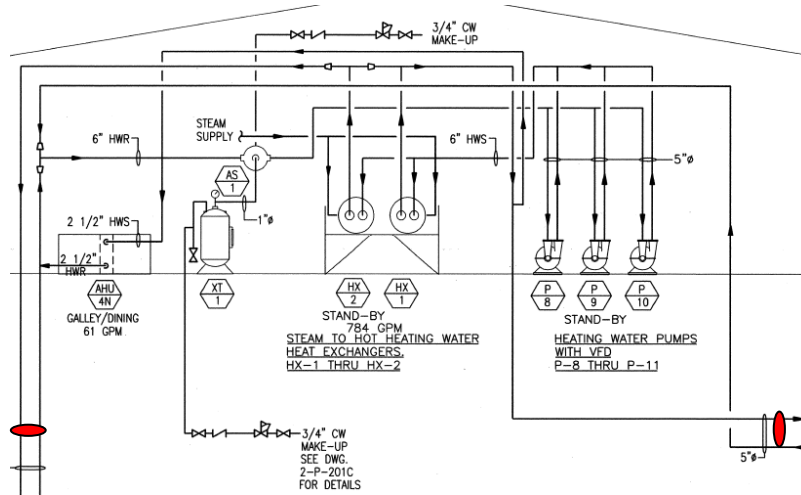 3/4" CW
MAKE-UP
STEAM
SUPPLY
6" HWR
6" HWS
5"ø
AS
1
1"ø
2 1/2" HWS
2 1/2"
HWR
AHU
4N
GALLEY/DINING
61 GPM
XT
1
HX
2
HX
1
STAND-BY
784 GPM
STEAM TO HOT HEATING WATER
HEAT EXCHANGERS.
HX-1 THRU HX-2
P
8
P
9
P
10
STAND-BY
HEATING WATER PUMPS
WITH VFD
P-8 THRU P-11
3/4" CW
MAKE-UP
SEE DWG.
2-P-201C
FOR DETAILS
5"ø